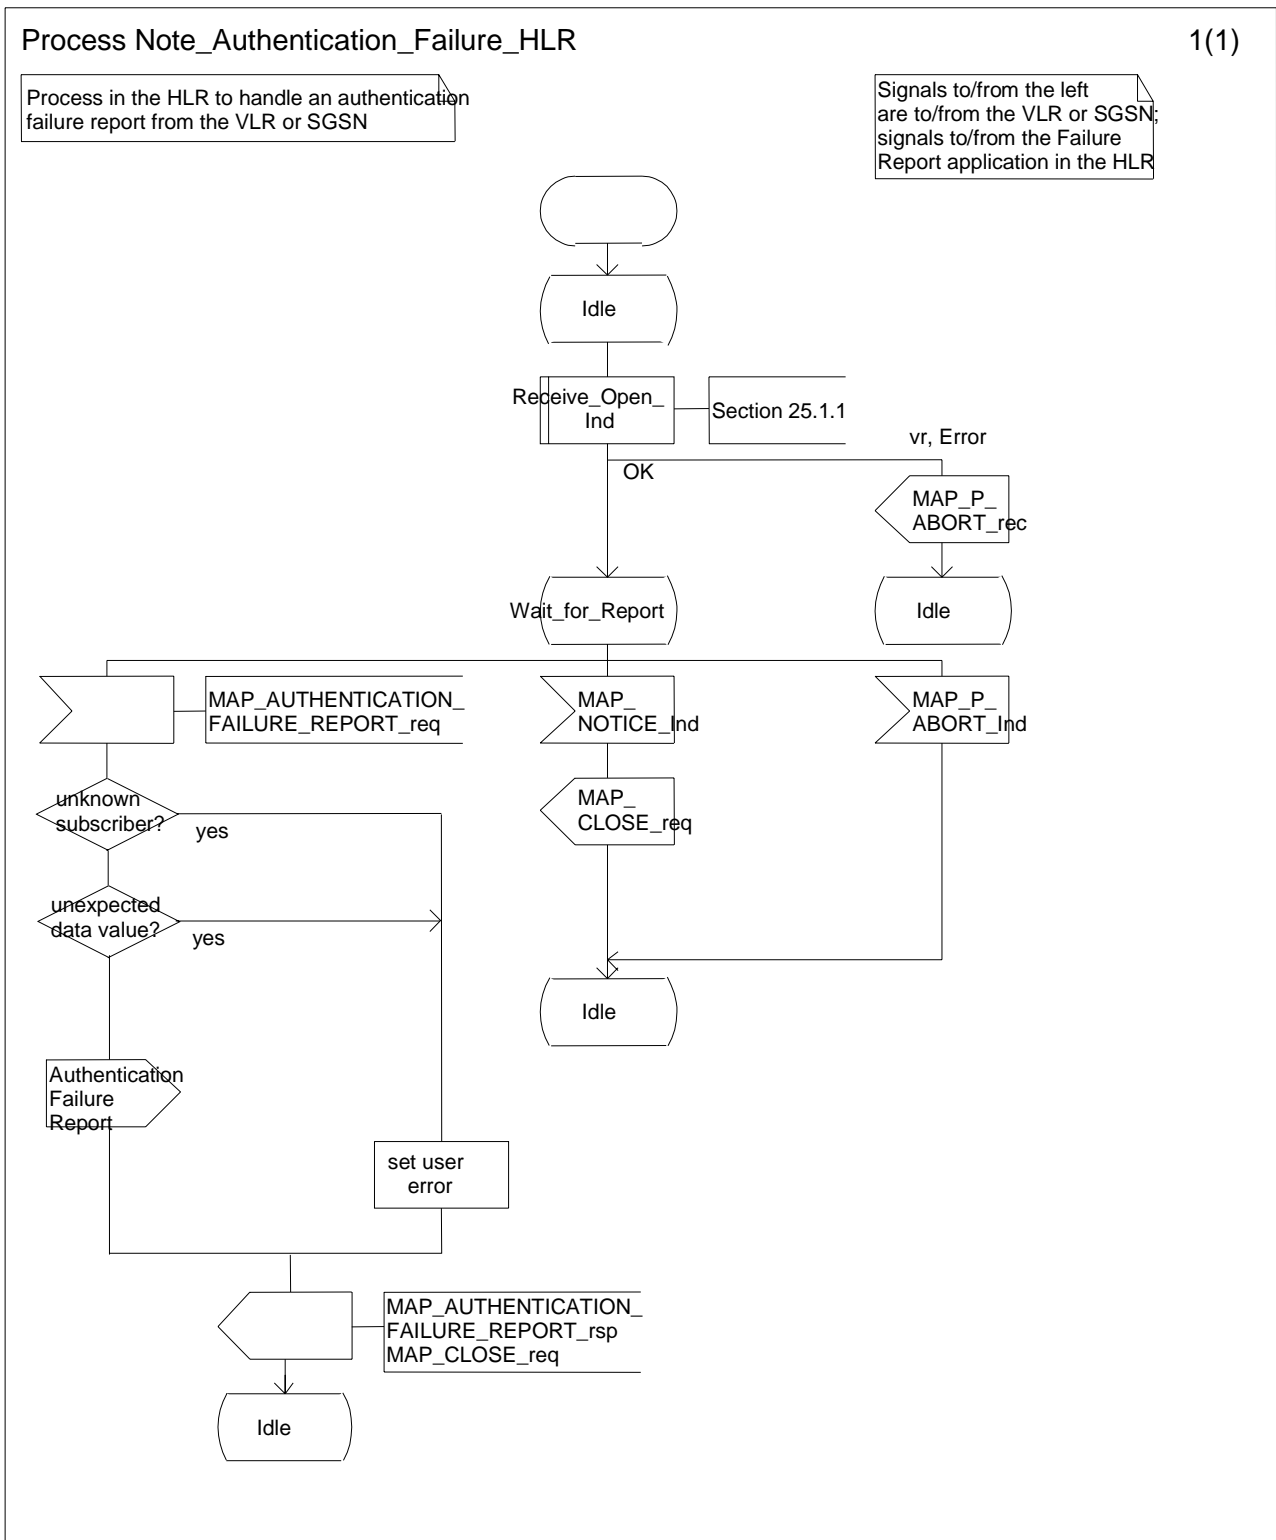 Process Note_Authentication_Failure_HLR
1(1)
Process in the HLR to handle an authentication
failure report from the VLR or SGSN
Signals to/from the left
are to/from the VLR or SGSN;
signals to/from the Failure
Report application in the HLR
Idle
Receive_Open_
Ind
Section 25.1.1
vr, Error
OK
MAP_P_
ABORT_rec
Wait_for_Report
Idle
MAP_AUTHENTICATION_
FAILURE_REPORT_req
MAP_
NOTICE_Ind
MAP_P_
ABORT_Ind
unknown
subscriber?
yes
MAP_
CLOSE_req
unexpected
data value?
yes
Idle
Authentication
Failure
Report
set user
error
MAP_AUTHENTICATION_
FAILURE_REPORT_rsp
MAP_CLOSE_req
Idle